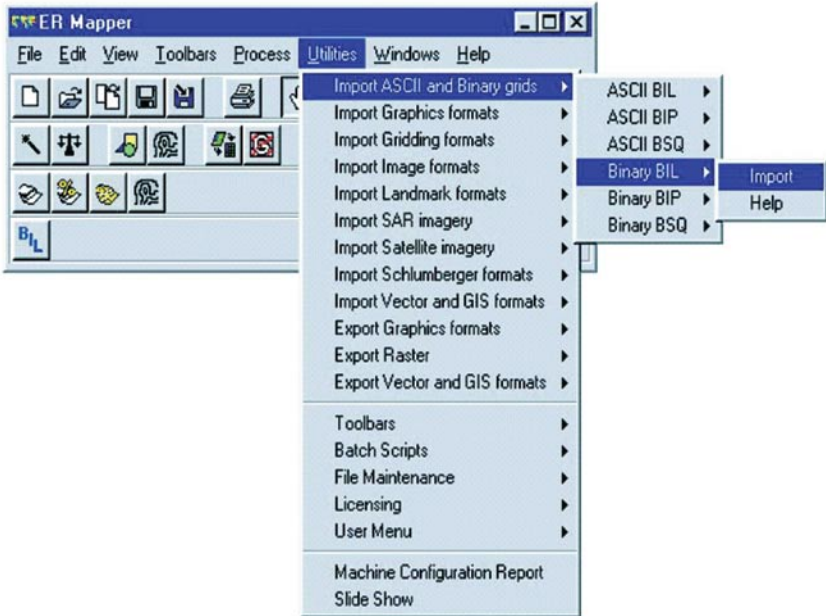 ER Mapper
File Edit View Toolbars Process Utilities Windows Help
Import ASCII and Binary grids
Import Graphics formats
Import Gridding formats
Import Image formats
Import Landmark formats
Import SAR imagery
Import Satellite imagery
Import Schlumberger formats
Import Vector and GIS formats
Export Graphics formats
Export Raster
Export Vector and GIS formats
Toolbars
Batch Scripts
File Maintenance
Licensing
User Menu
Machine Configuration Report
Slide Show
ASCII BIL
ASCII BIP
ASCII BSQ
Binary BIL
Binary BIP
Binary BSQ
Import
Help
BIL